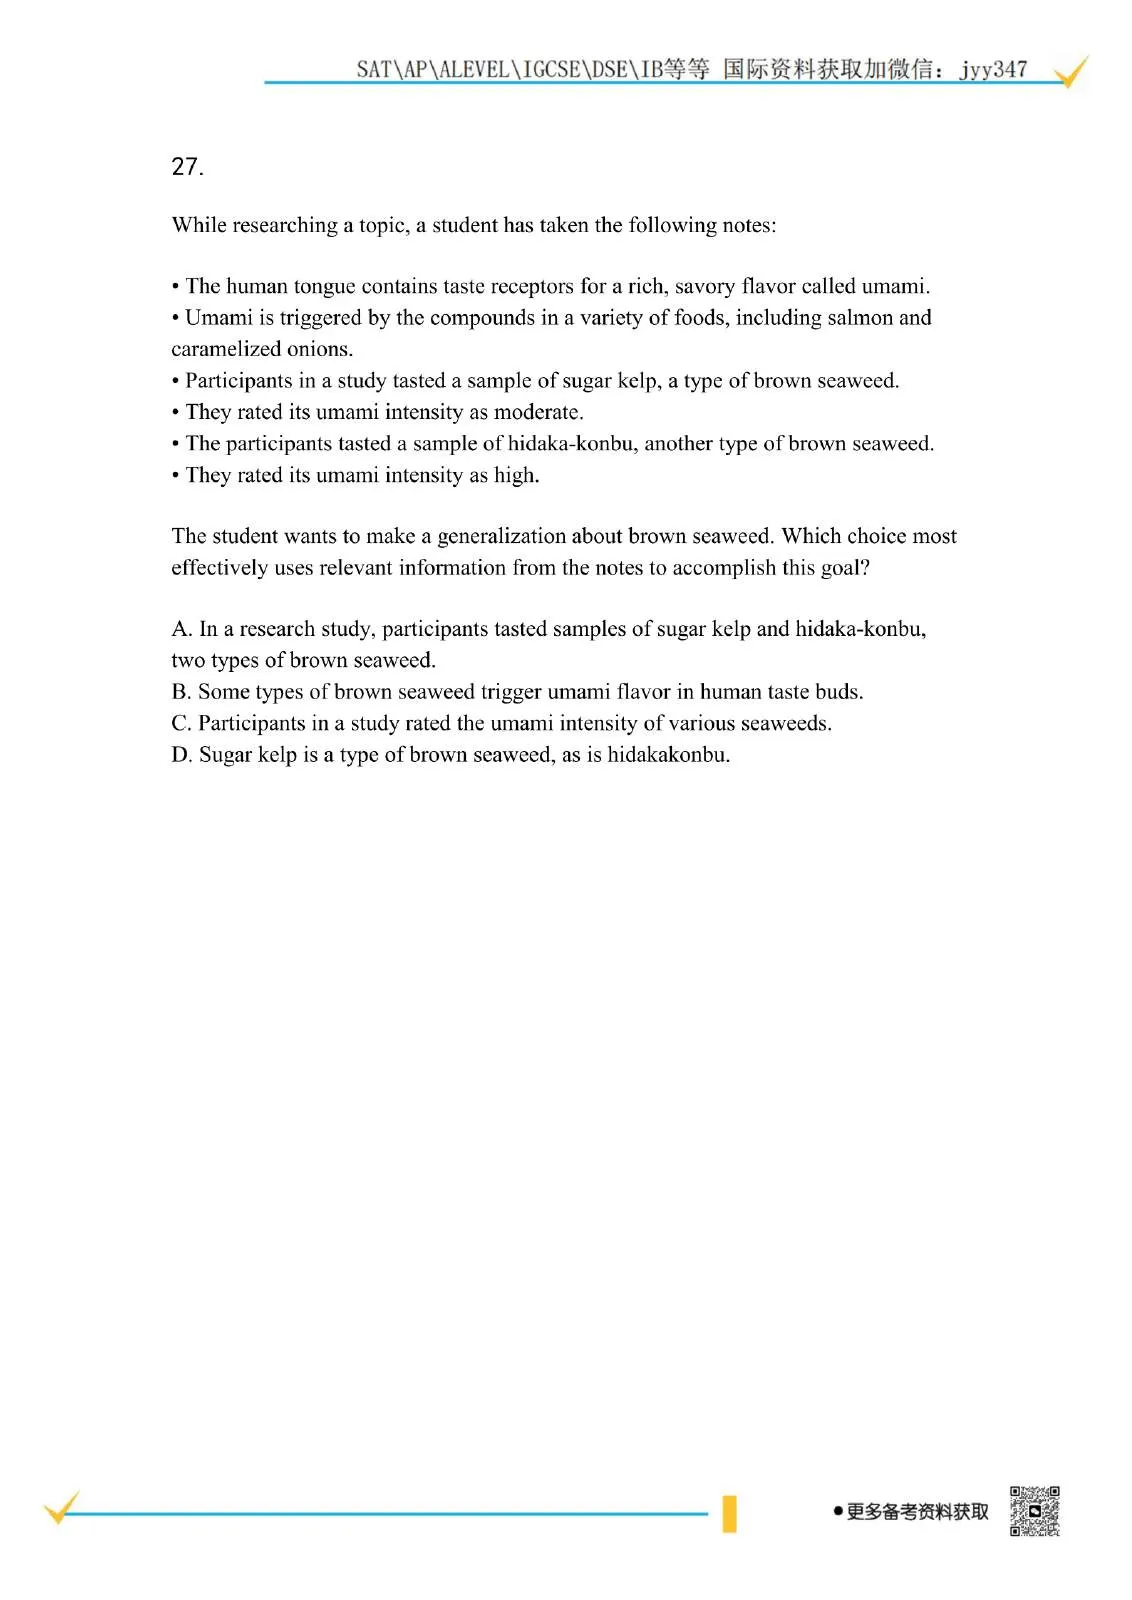 SAT\AP\ALEVEL\IGCSE\DSE\IB等等 国际资料获取加微信：jyy347
27.
While researching a topic, a student has taken the following notes:
• The human tongue contains taste receptors for a rich, savory flavor called umami.
• Umami is triggered by the compounds in a variety of foods, including salmon and
caramelized onions.
• Participants in a study tasted a sample of sugar kelp, a type of brown seaweed.
• They rated its umami intensity as moderate.
• The participants tasted a sample of hidaka-konbu, another type of brown seaweed.
• They rated its umami intensity as high.
The student wants to make a generalization about brown seaweed. Which choice most
effectively uses relevant information from the notes to accomplish this goal?
A. In a research study, participants tasted samples of sugar kelp and hidaka-konbu,
two types of brown seaweed.
B. Some types of brown seaweed trigger umami flavor in human taste buds.
C. Participants in a study rated the umami intensity of various seaweeds.
D. Sugar kelp is a type of brown seaweed, as is hidakakonbu.
●更多备考资料获取